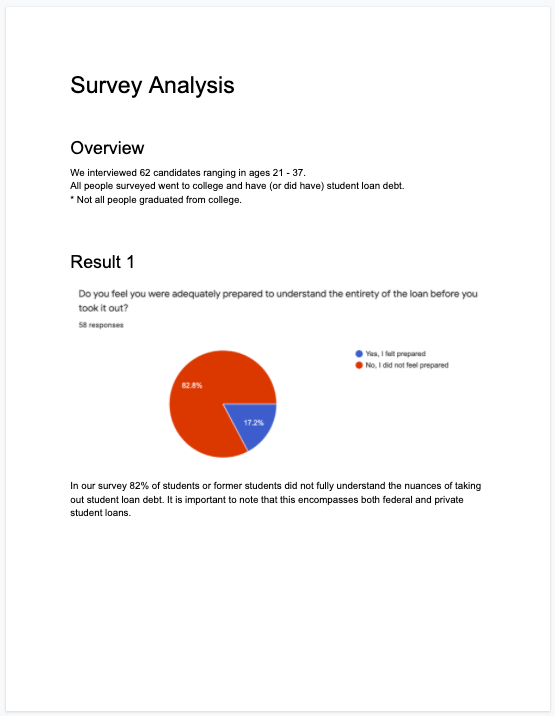 Survey Analysis
Overview
We interviewed 62 candidates ranging in ages 21 - 37.
All people surveyed went to college and have (or did have) student loan debt.
* Not all people graduated from college.
Result 1
Do you feel you were adequately prepared to understand the entirety of the loan before you
took it out?
58 responses
Yes, I felt prepared
No, I did not feel prepared
82.8%
17.2%
In our survey 82% of students or former students did not fully understand the nuances of taking
out student loan debt. It is important to note that this encompasses both federal and private
student loans.